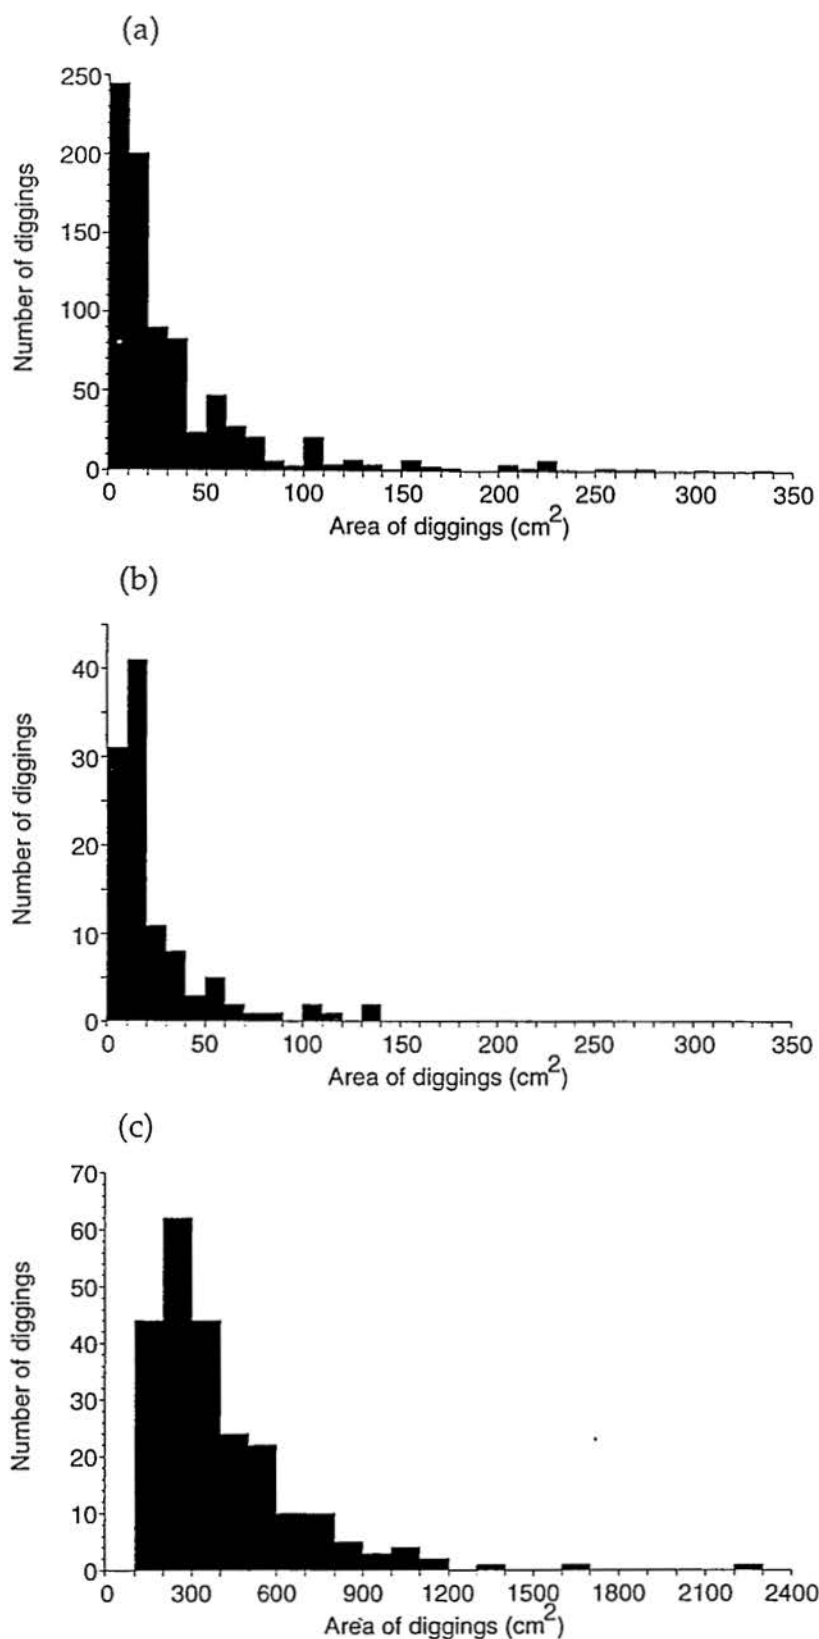 (a)
250
200
150
100
50
0
Number of diggings
0 50 100 150 200 250 300 350
Area of diggings (cm2)
(b)
40
30
20
10
0
Number of diggings
0 50 100 150 200 250 300 350
Area of diggings (cm2)
(c)
70
60
50
40
30
20
10
0
Number of diggings
0 300 600 900 1200 1500 1800 2100 2400
Area of diggings (cm2)